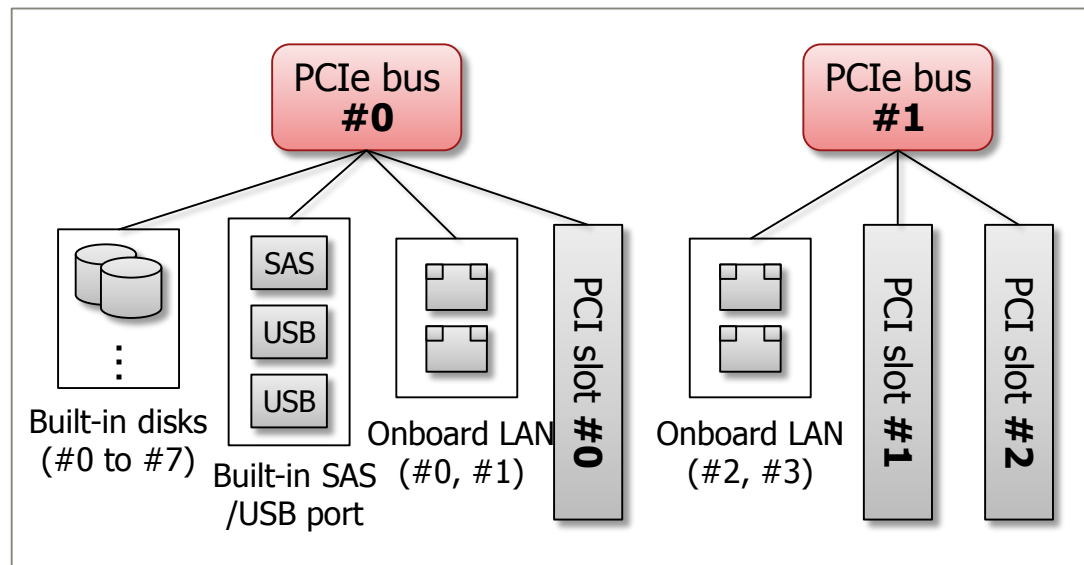 PCIe bus
#0
PCIe bus
#1
SAS
USB
USB
Built-in disks
(#0 to #7)
Built-in SAS
/USB port
Onboard LAN
(#0, #1)
PCI slot #0
Onboard LAN
(#2, #3)
PCI slot #1
PCI slot #2